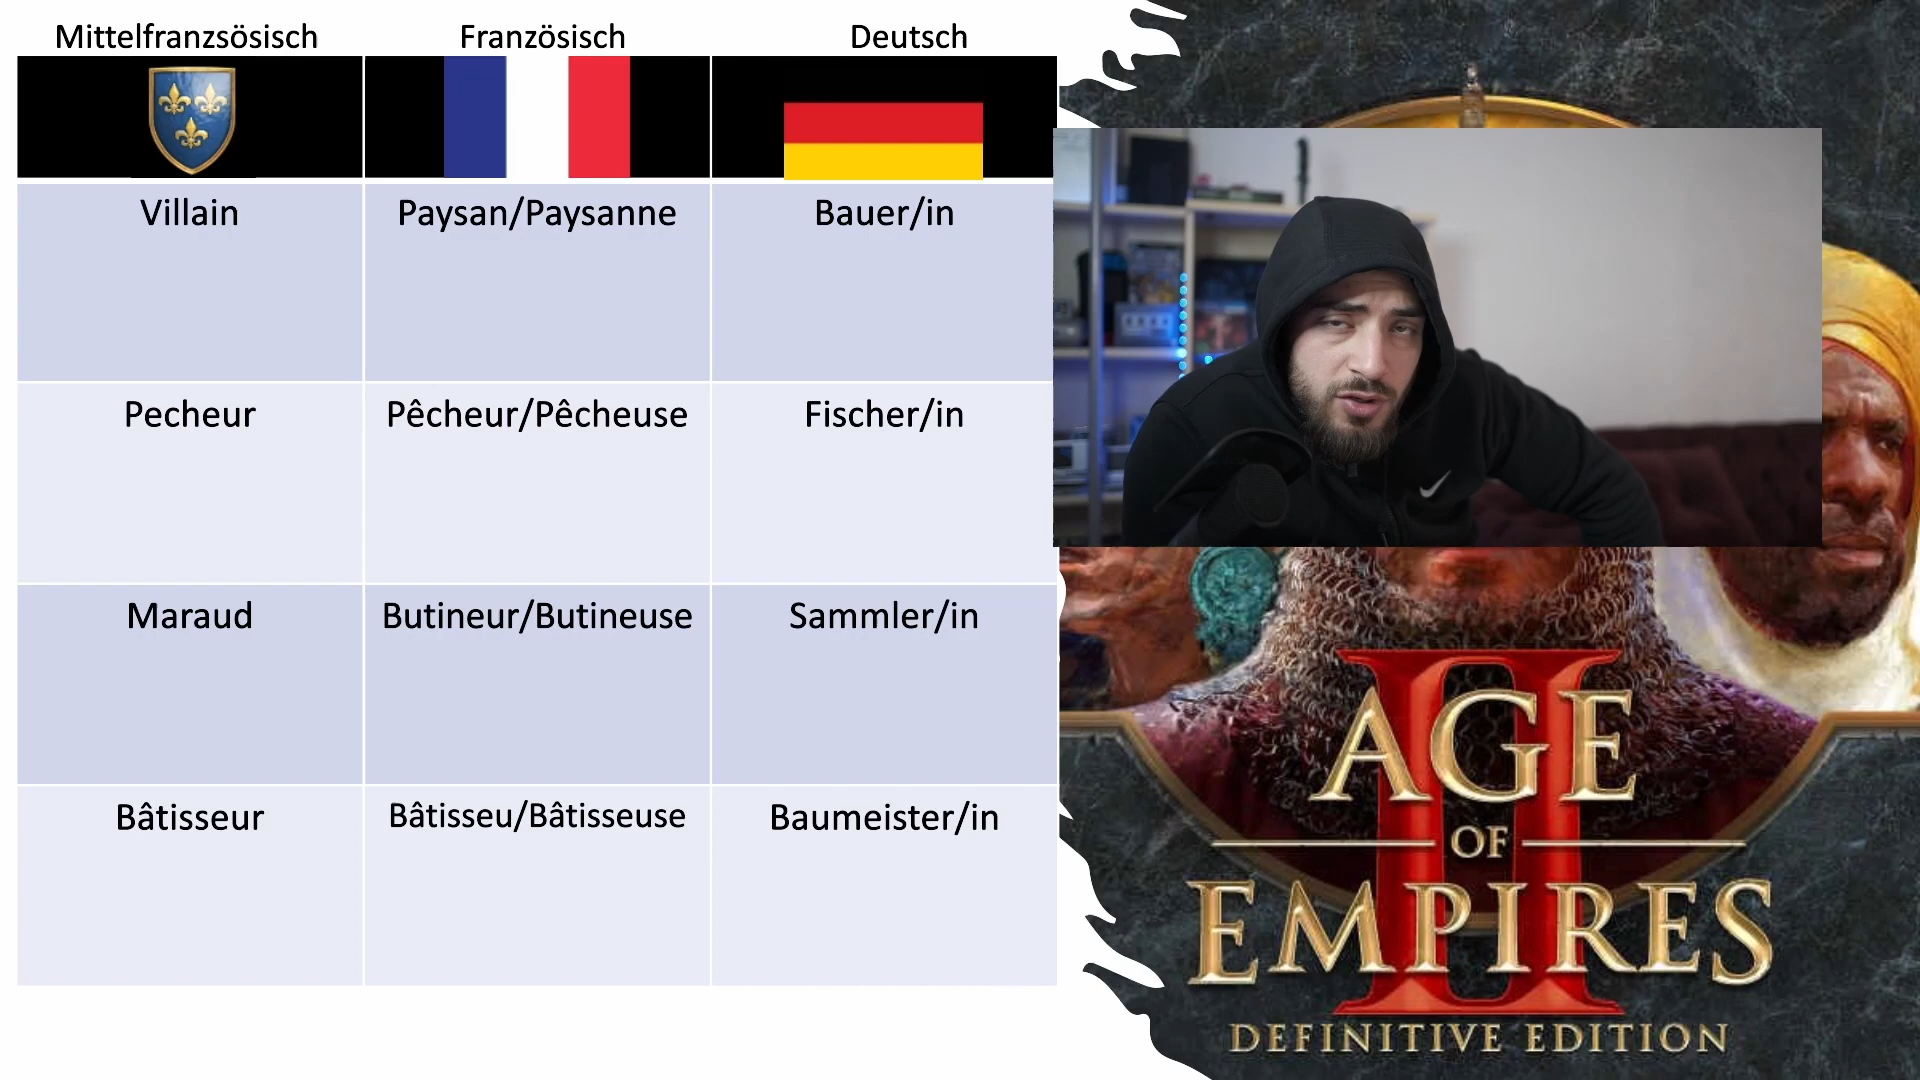 Mittelfranzsösisch Französisch Deutsch
Villain Paysan/Paysanne Bauer/in
Pecheur Pêcheur/Pêcheuse Fischer/in
Maraud Butineur/Butineuse Sammler/in
Bâtisseur Bâtisseu/Bâtisseuse Baumeister/in
II
AGE
OF
EMPIRES
DEFINITIVE EDITION